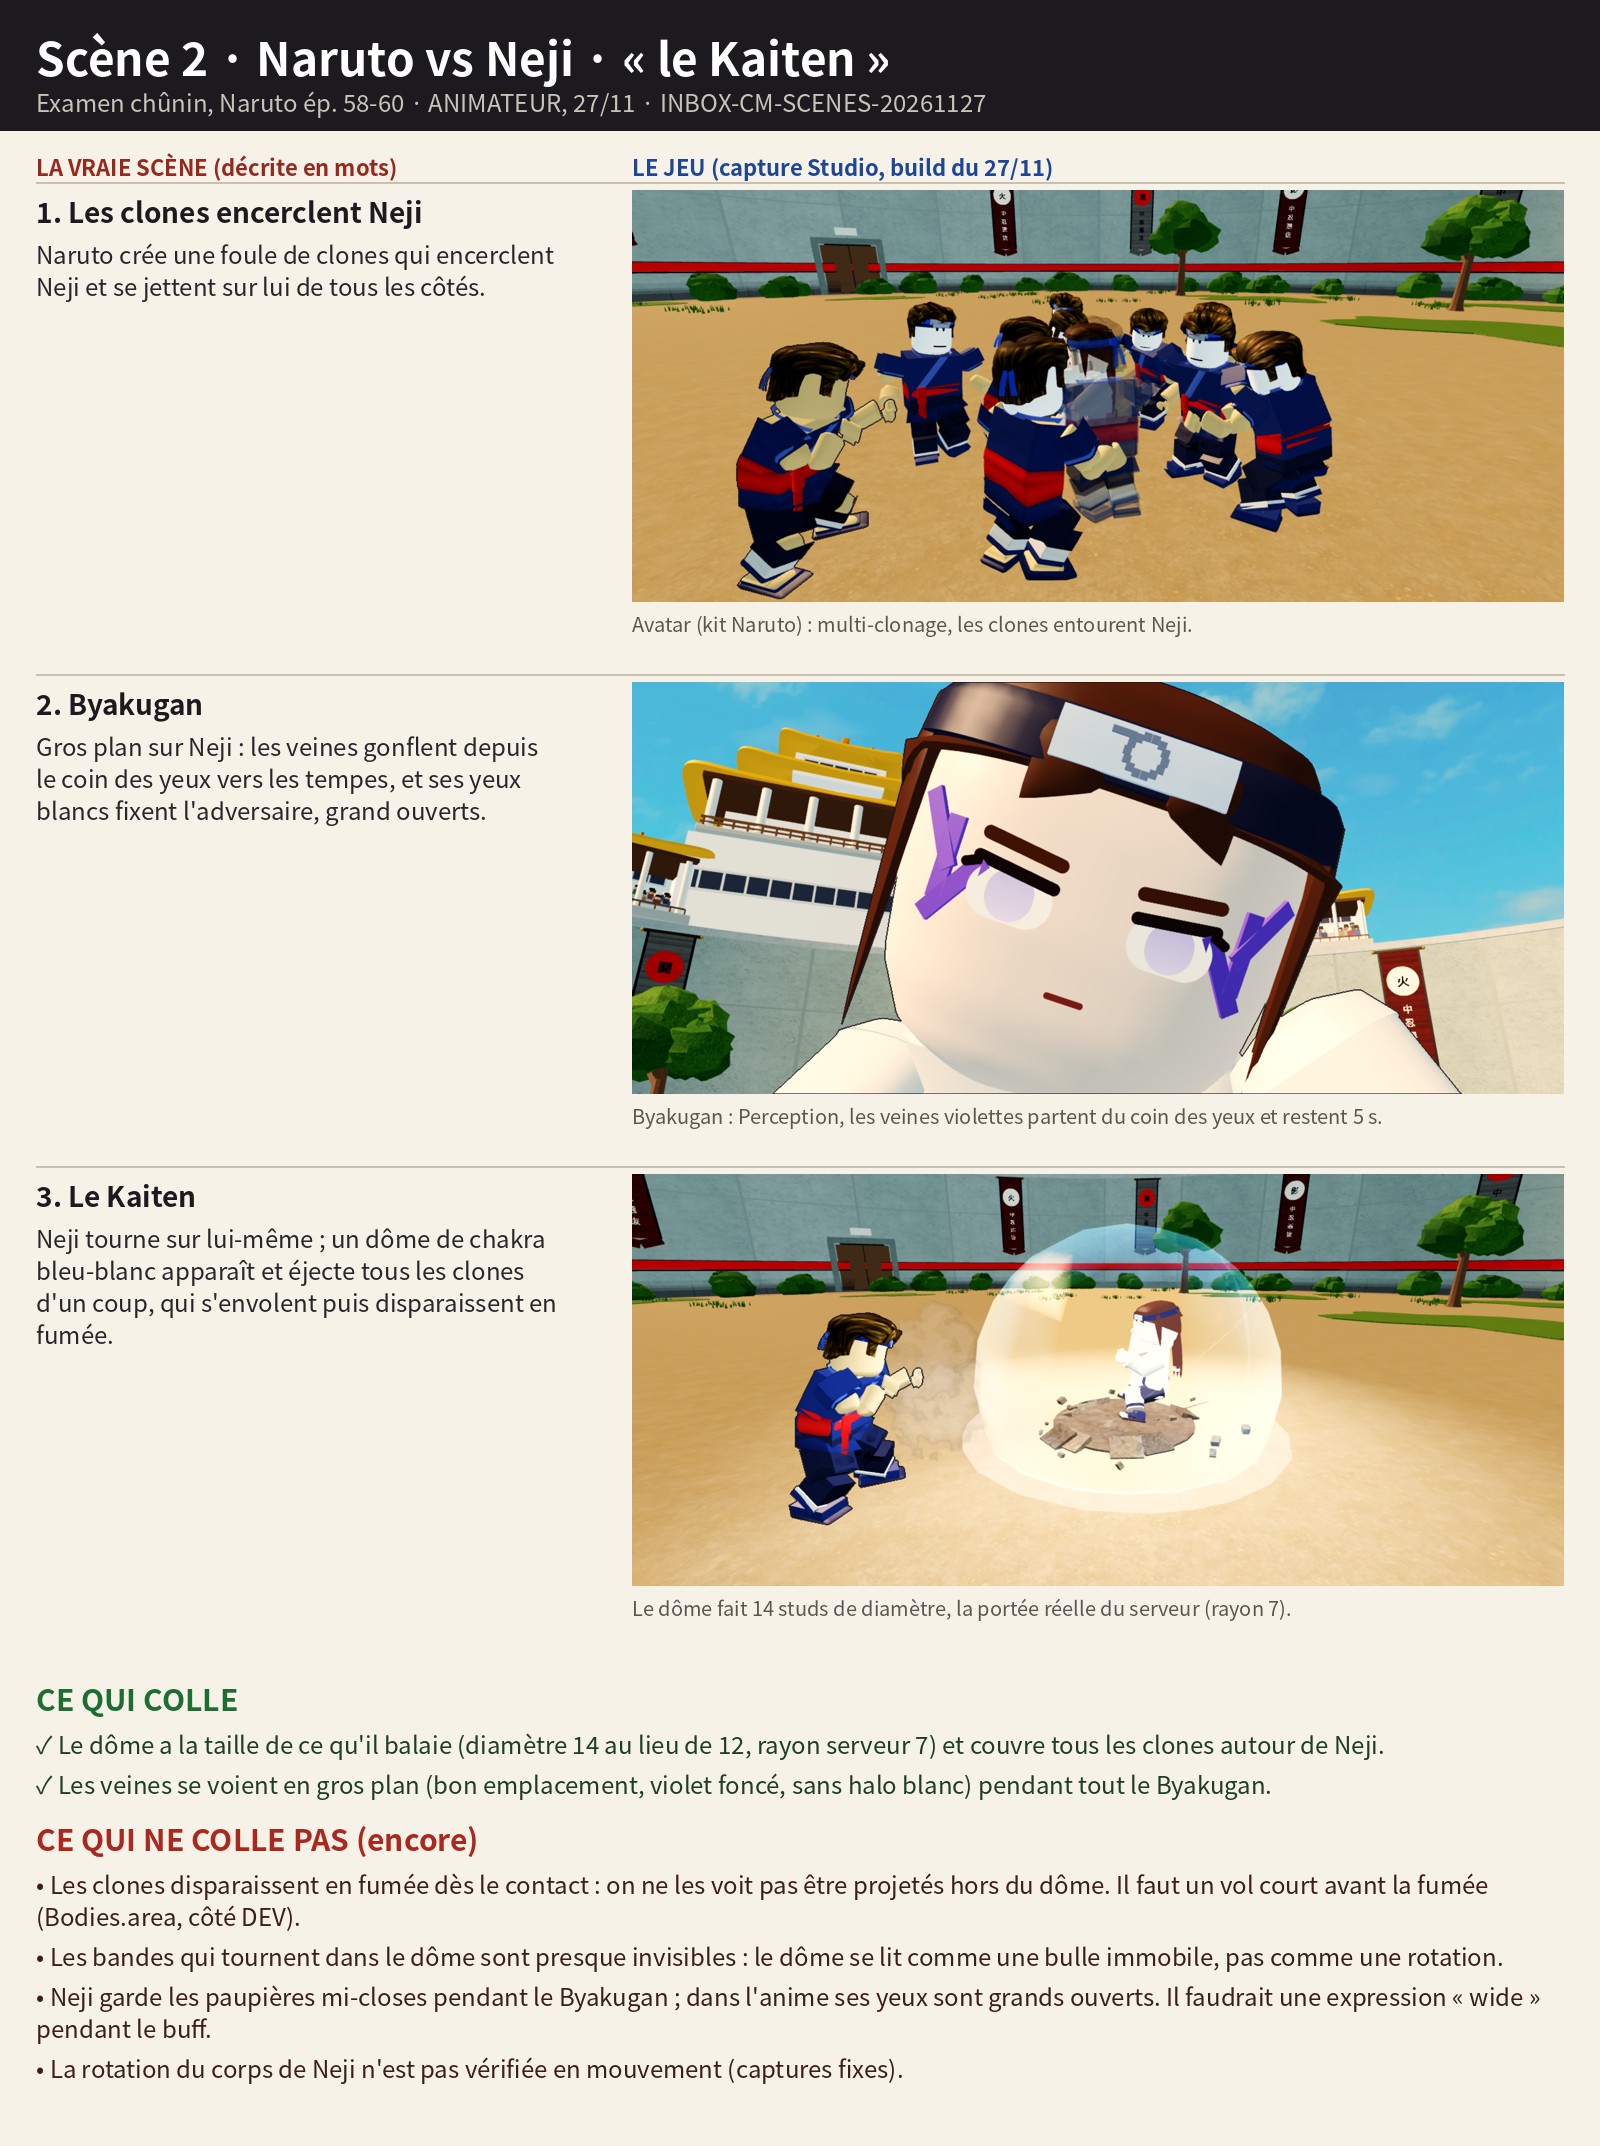 Scène 2 · Naruto vs Neji · « le Kaiten »
Examen chûnin, Naruto ép. 58-60 · ANIMATEUR, 27/11 · INBOX-CM-SCENES-20261127
LA VRAIE SCÈNE (décrite en mots)
LE JEU (capture Studio, build du 27/11)
1. Les clones encerclent Neji
Naruto crée une foule de clones qui encerclent
Neji et se jettent sur lui de tous les côtés.
火
Avatar (kit Naruto) : multi-clonage, les clones entourent Neji.
2. Byakugan
Gros plan sur Neji : les veines gonflent depuis
le coin des yeux vers les tempes, et ses yeux
blancs fixent l'adversaire, grand ouverts.
火
中
忍
Byakugan : Perception, les veines violettes partent du coin des yeux et restent 5 s.
3. Le Kaiten
Neji tourne sur lui-même ; un dôme de chakra
bleu-blanc apparaît et éjecte tous les clones
d'un coup, qui s'envolent puis disparaissent en
fumée.
火
Le dôme fait 14 studs de diamètre, la portée réelle du serveur (rayon 7).
CE QUI COLLE
✓ Le dôme a la taille de ce qu'il balaie (diamètre 14 au lieu de 12, rayon serveur 7) et couvre tous les clones autour de Neji.
✓ Les veines se voient en gros plan (bon emplacement, violet foncé, sans halo blanc) pendant tout le Byakugan.
CE QUI NE COLLE PAS (encore)
• Les clones disparaissent en fumée dès le contact : on ne les voit pas être projetés hors du dôme. Il faut un vol court avant la fumée
(Bodies.area, côté DEV).
• Les bandes qui tournent dans le dôme sont presque invisibles : le dôme se lit comme une bulle immobile, pas comme une rotation.
• Neji garde les paupières mi-closes pendant le Byakugan ; dans l'anime ses yeux sont grands ouverts. Il faudrait une expression « wide »
pendant le buff.
• La rotation du corps de Neji n'est pas vérifiée en mouvement (captures fixes).